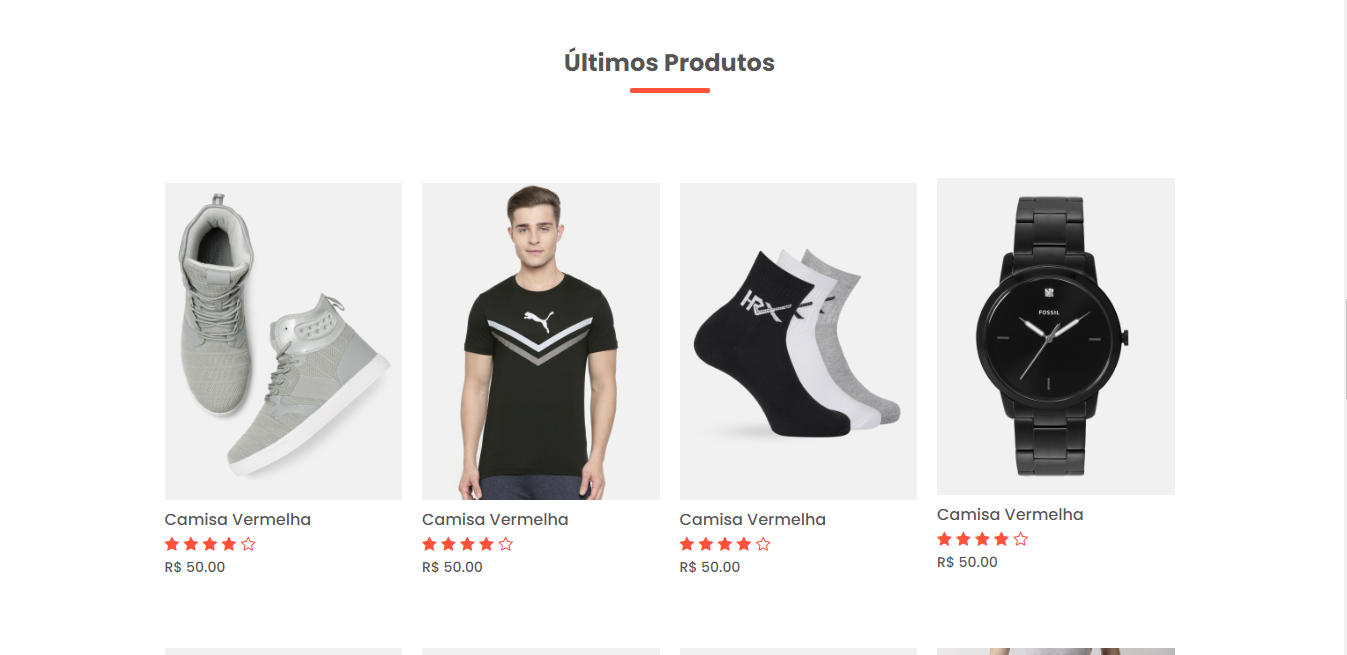 Últimos Produtos
HRX
FOSSIL
Camisa Vermelha
R$ 50.00
Camisa Vermelha
R$ 50.00
Camisa Vermelha
R$ 50.00
Camisa Vermelha
R$ 50.00